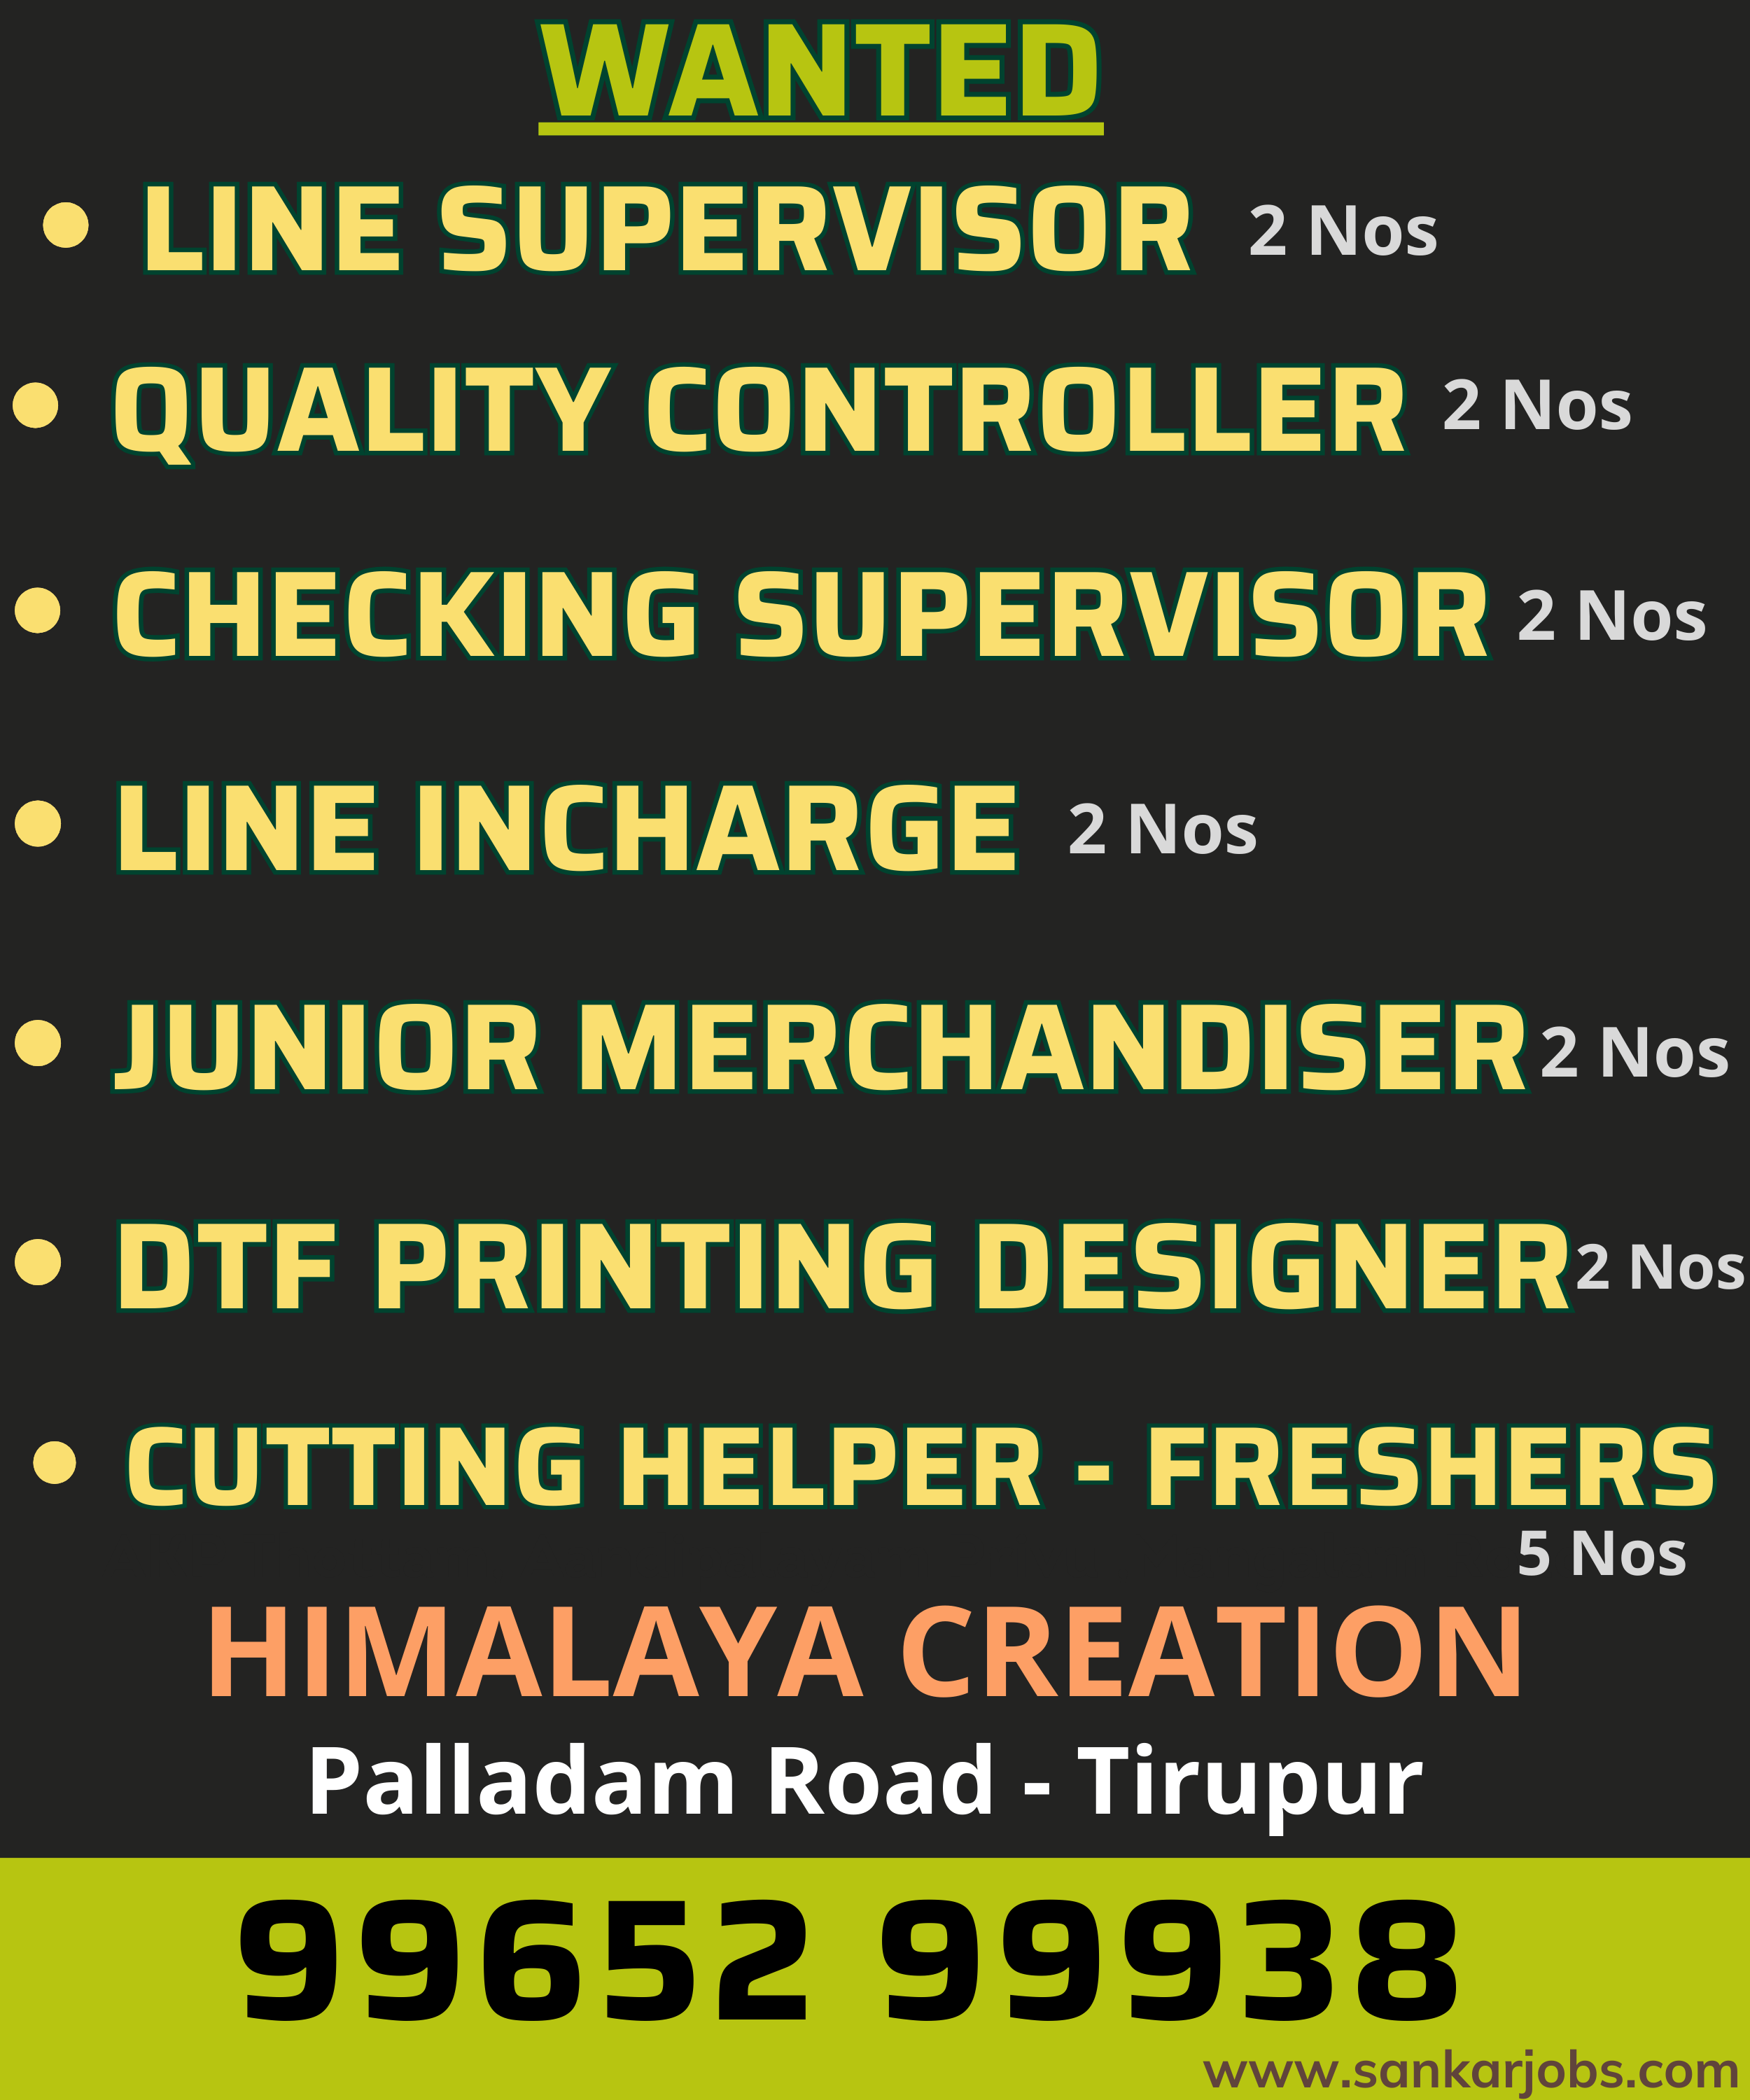 WANTED
• LINE SUPERVISOR 2 Nos
• QUALITY CONTROLLER 2 Nos
• CHECKING SUPERVISOR 2 Nos
• LINE INCHARGE 2 Nos
• JUNIOR MERCHANDISER 2 Nos
• DTF PRINTING DESIGNER 2 Nos
• CUTTING HELPER - FRESHERS
5 Nos
HIMALAYA CREATION
Palladam Road - Tirupur
99652 99938
www.sankarjobs.com